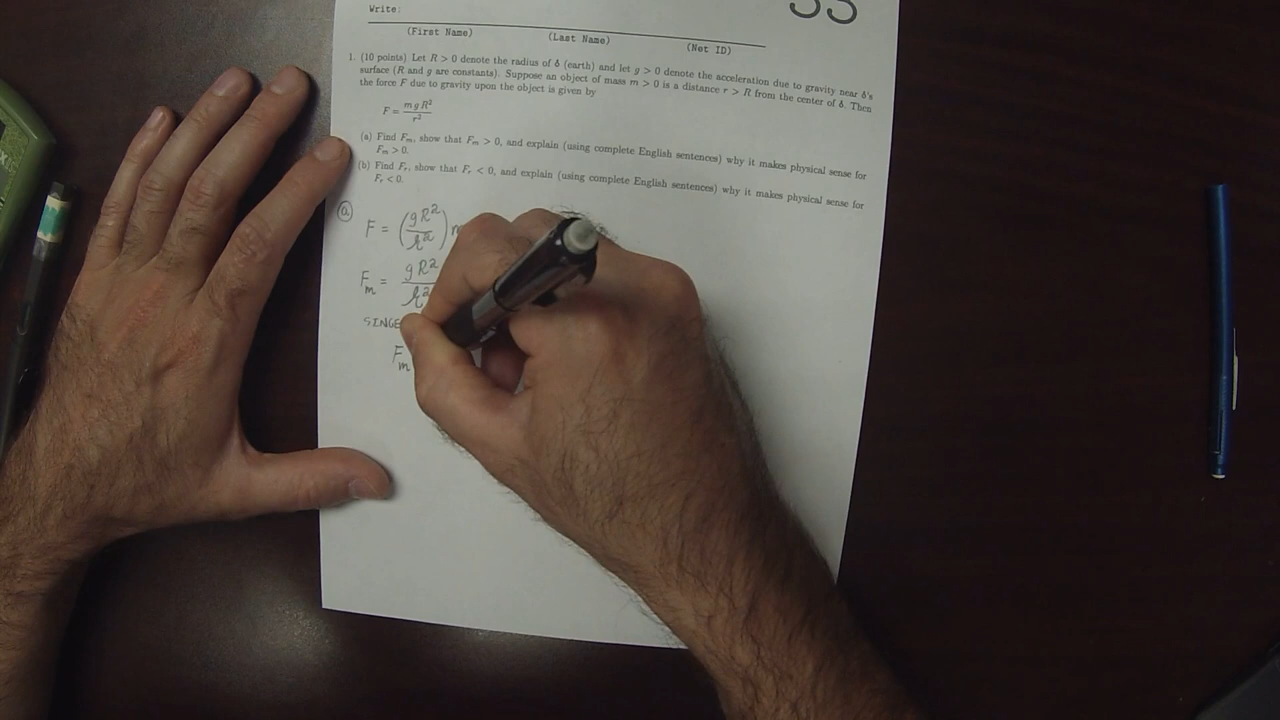 Write:
(First Name) (Last Name) (Net ID)
1. (10 points) Let R > 0 denote the radius of ♁ (earth) and let g > 0 denote the acceleration due to gravity near ♁'s
surface (R and g are constants). Suppose an object of mass m > 0 is a distance r > R from the center of ♁. Then
the force F due to gravity upon the object is given by
F = mgR²/r²
(a) Find Fₘ, show that Fₘ > 0, and explain (using complete English sentences) why it makes physical sense for
Fₘ > 0.
(b) Find Fᵣ, show that Fᵣ < 0, and explain (using complete English sentences) why it makes physical sense for
Fᵣ < 0.
(a) F = (gR²/r²)
Fₘ = gR²/r²
SINCE
Fₘ